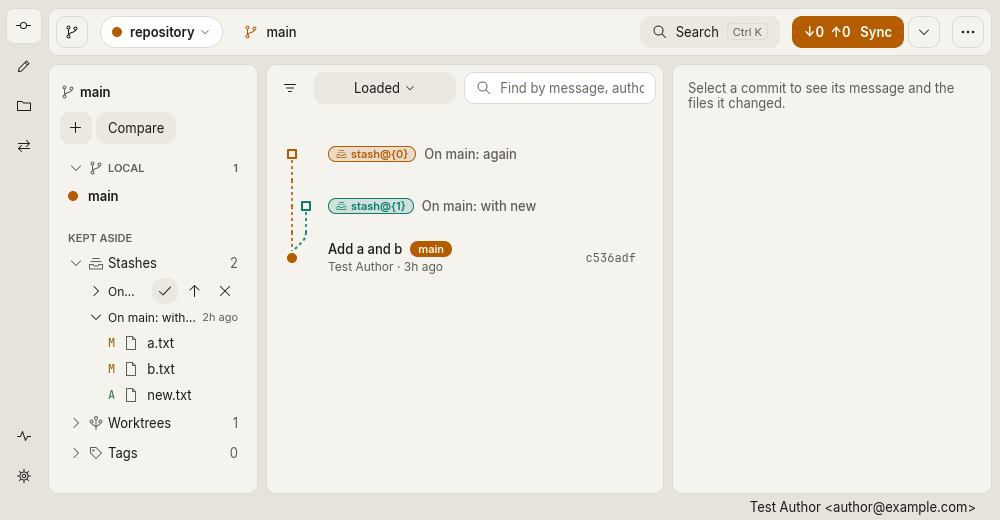 repository
main
Search Ctrl K
↓0 ↑0 Sync
main
Compare
LOCAL 1
main
KEPT ASIDE
Stashes 2
On...
On main: with... 2h ago
M a.txt
M b.txt
A new.txt
Worktrees 1
Tags 0
Loaded
Find by message, autho
stash@{0} On main: again
stash@{1} On main: with new
Add a and b main
Test Author · 3h ago
c536adf
Select a commit to see its message and the
files it changed.
Test Author <author@example.com>